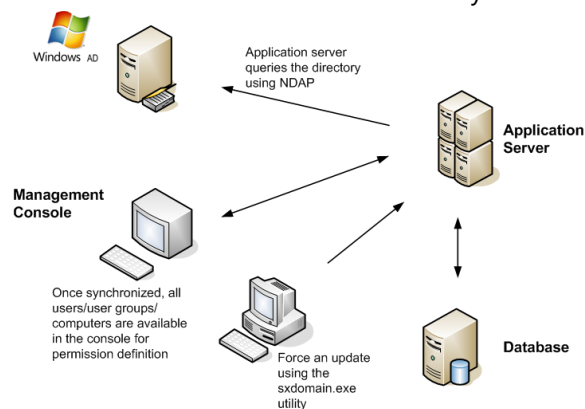 Windows AD
Application server
queries the directory
using NDAP
Application
Server
Management
Console
Once synchronized, all
users/user groups/
computers are available
in the console for
permission definition
Force an update
using the
sxdomain.exe
utility
Database